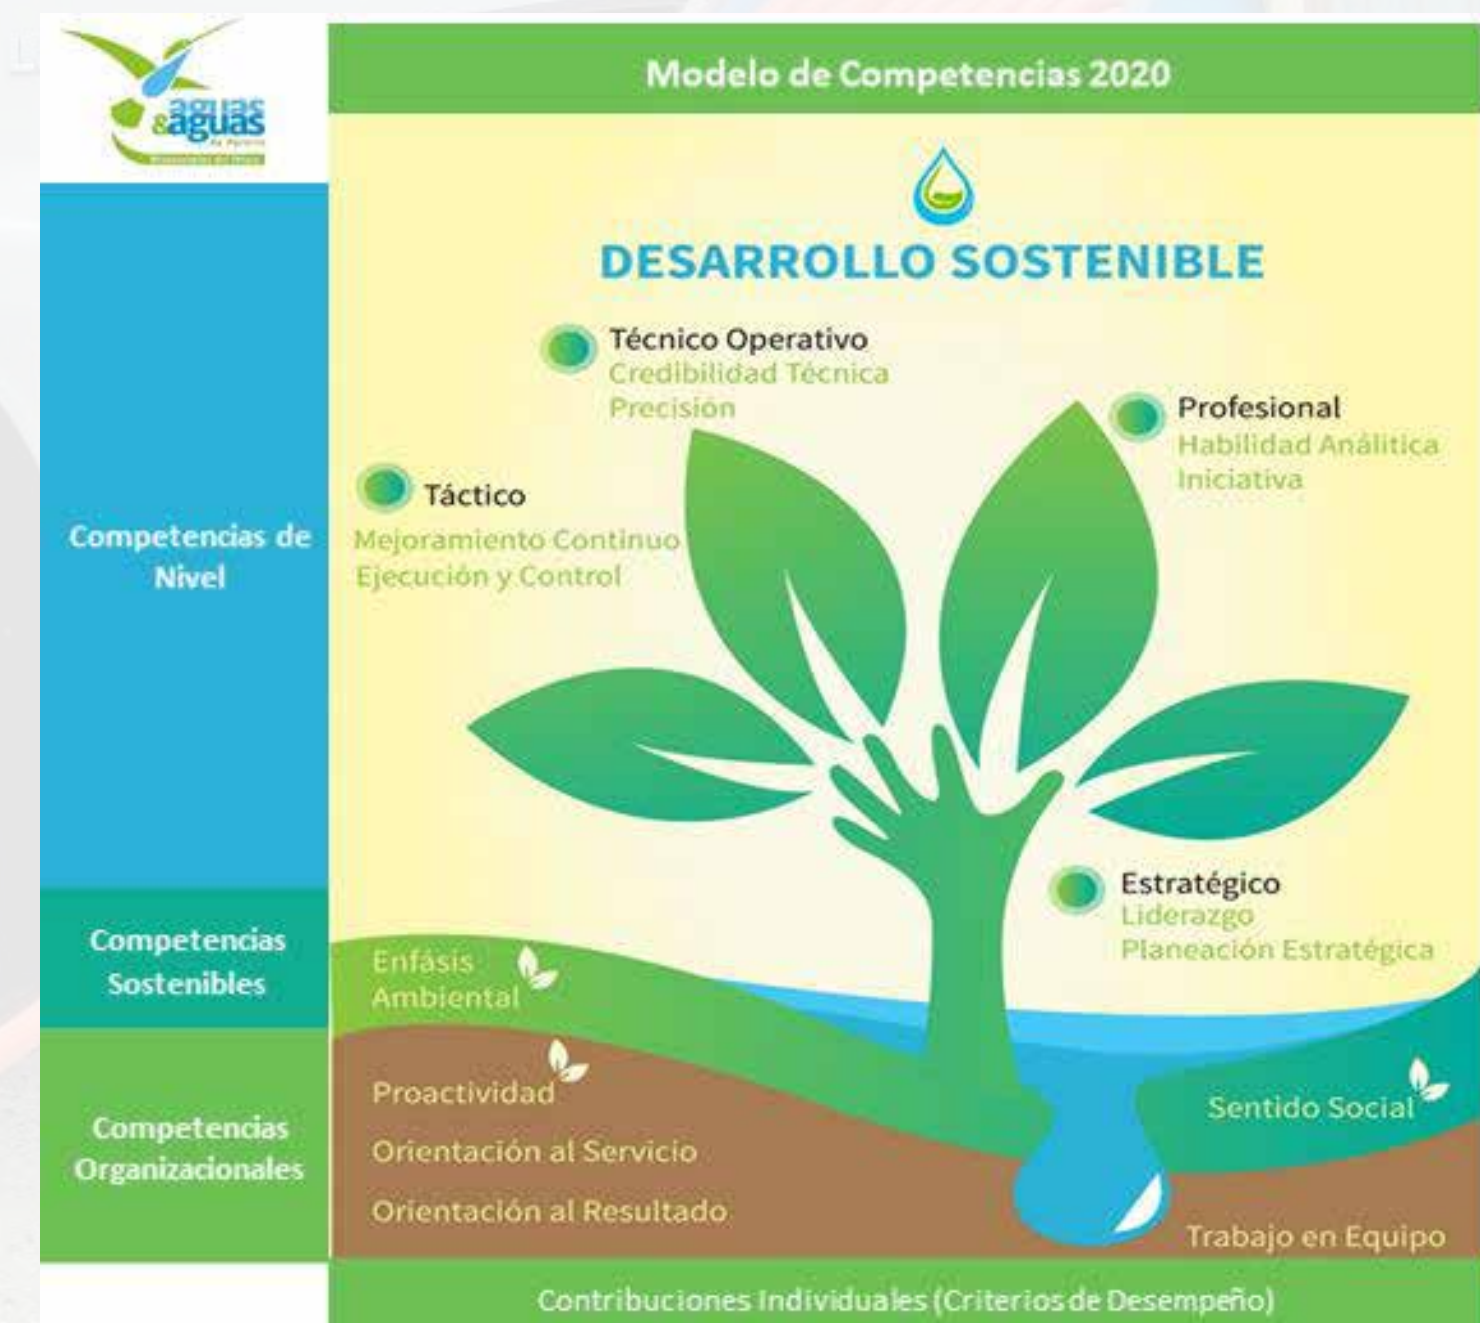 aguas
&aguas
de Pereira
Modelo de Competencias 2020
DESARROLLO SOSTENIBLE
Técnico Operativo
Credibilidad Técnica
Precisión
Profesional
Habilidad Análitica
Iniciativa
Táctico
Mejoramiento Continuo
Ejecución y Control
Competencias de
Nivel
Estratégico
Liderazgo
Planeación Estratégica
Competencias
Sostenibles
Enfásis
Ambiental
Sentido Social
Competencias
Organizacionales
Proactividad
Orientación al Servicio
Orientación al Resultado
Trabajo en Equipo
Contribuciones Individuales (Criterios de Desempeño)